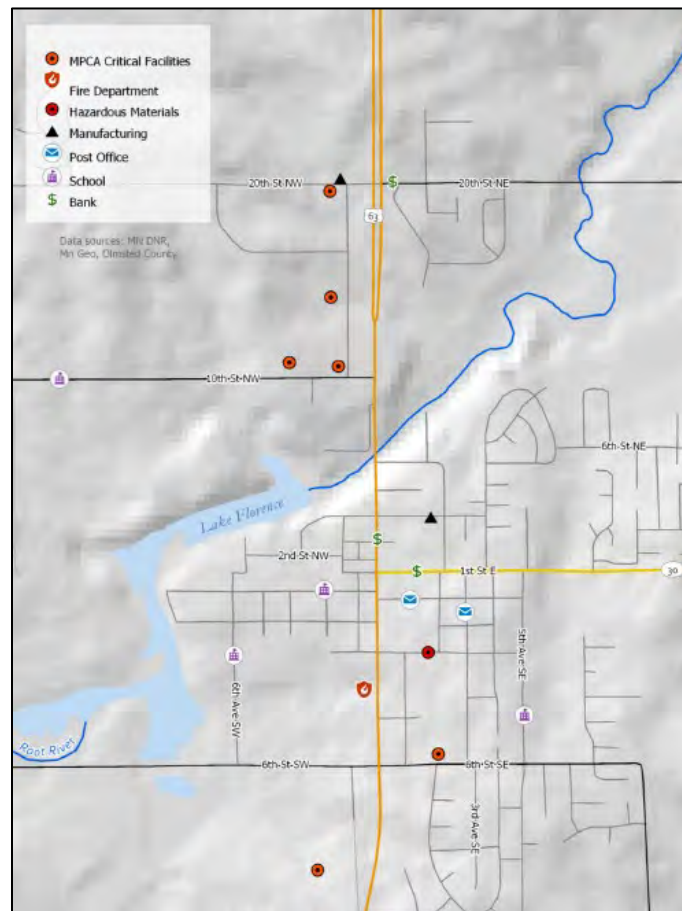 MPCA Critical Facilities
Fire Department
Hazardous Materials
Manufacturing
Post Office
School
$ Bank
Data sources: MN DNR,
Mn Geo, Olmsted County
20th St NW
20th St NE
$
63
10th St NW
6th St NE
Lake Florence
$
2nd St NW
$
1st St E
30
5th Ave SE
6th Ave SW
Root River
6th St SW
6th St SE
3rd Ave SE